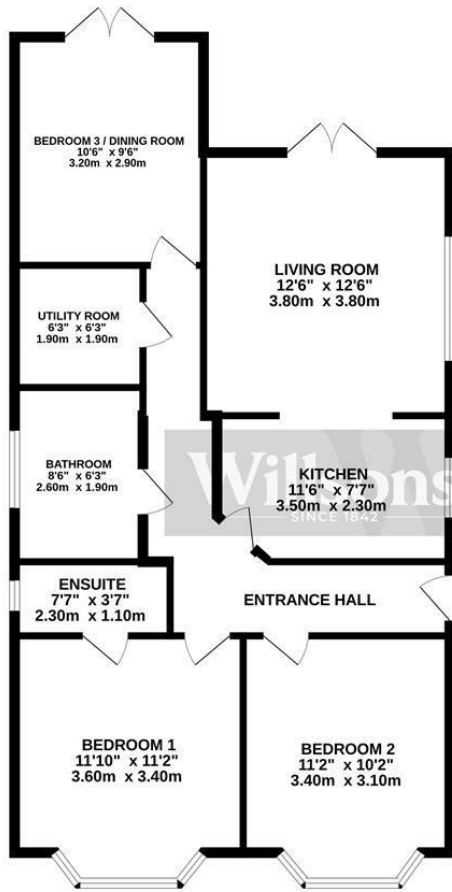 BEDROOM 3 / DINING ROOM
10'6" x 9'6"
3.20m x 2.90m
LIVING ROOM
12'6" x 12'6"
3.80m x 3.80m
UTILITY ROOM
6'3" x 6'3"
1.90m x 1.90m
BATHROOM
8'6" x 6'3"
2.60m x 1.90m
Willsons
SINCE 1842
KITCHEN
11'6" x 7'7"
3.50m x 2.30m
ENSUITE
7'7" x 3'7"
2.30m x 1.10m
ENTRANCE HALL
BEDROOM 1
11'10" x 11'2"
3.60m x 3.40m
BEDROOM 2
11'2" x 10'2"
3.40m x 3.10m